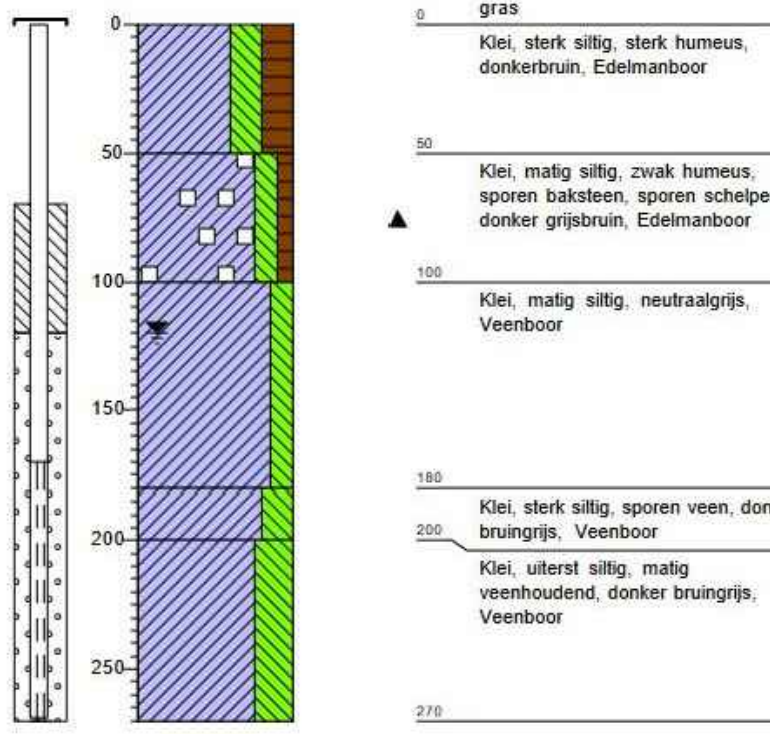 0
50
100
150
200
250
0
gras
Klei, sterk siltig, sterk humeus,
donkerbruin, Edelmanboor
50
Klei, matig siltig, zwak humeus,
sporen baksteen, sporen schelpe
donker grijsbruin, Edelmanboor
100
Klei, matig siltig, neutraalgrijs,
Veenboor
180
Klei, sterk siltig, sporen veen, don
200
bruingrijs, Veenboor
Klei, uiterst siltig, matig
veenhoudend, donker bruingrijs,
Veenboor
270